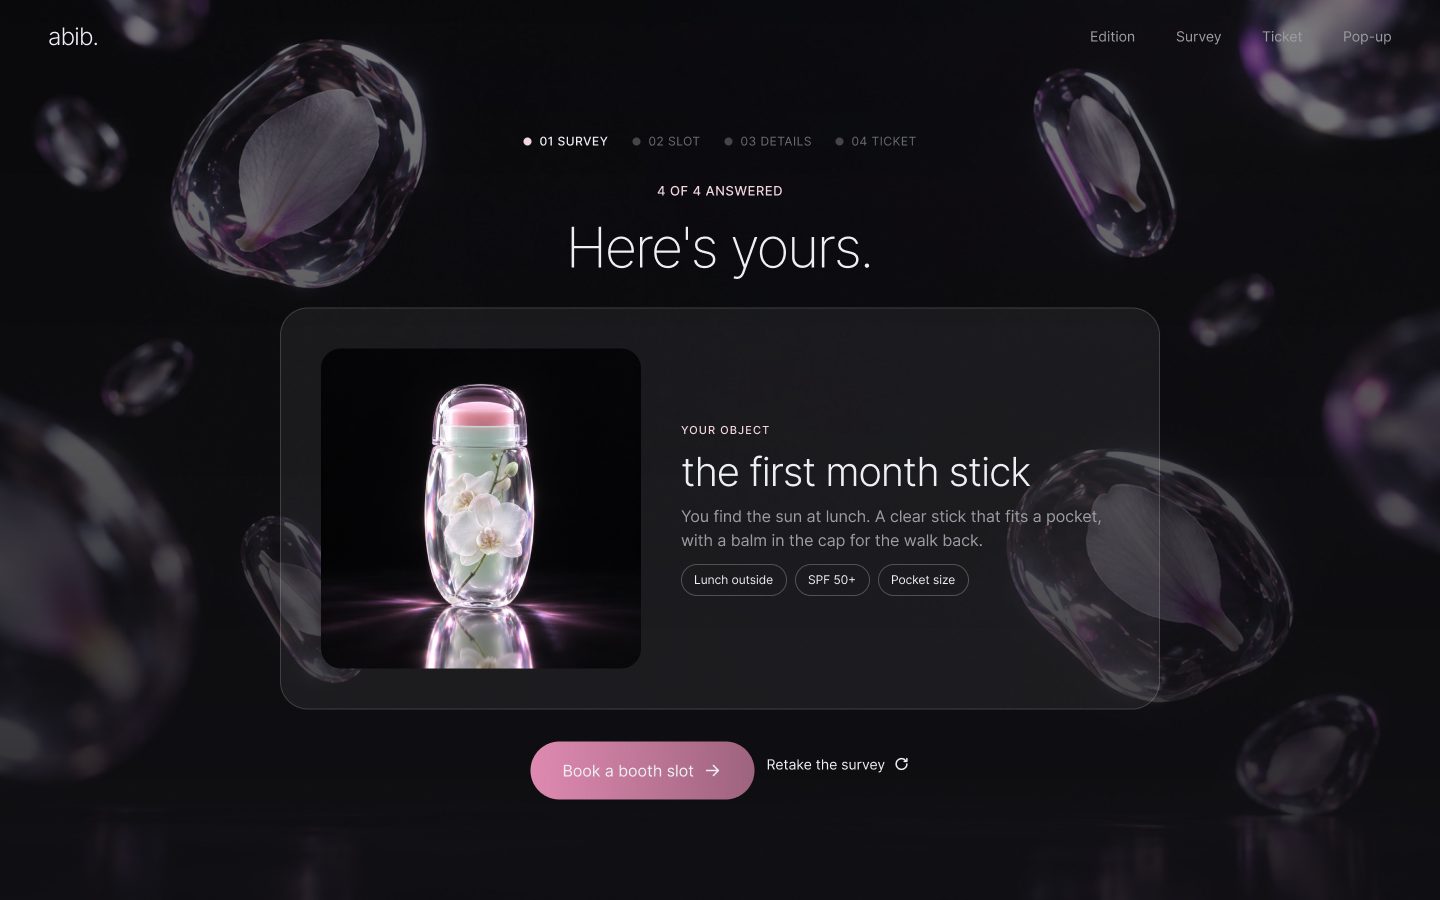 abib.
Edition Survey Ticket Pop-up
01 SURVEY 02 SLOT 03 DETAILS 04 TICKET
4 OF 4 ANSWERED
Here's yours.
YOUR OBJECT
the first month stick
You find the sun at lunch. A clear stick that fits a pocket,
with a balm in the cap for the walk back.
Lunch outside SPF 50+ Pocket size
Book a booth slot Retake the survey